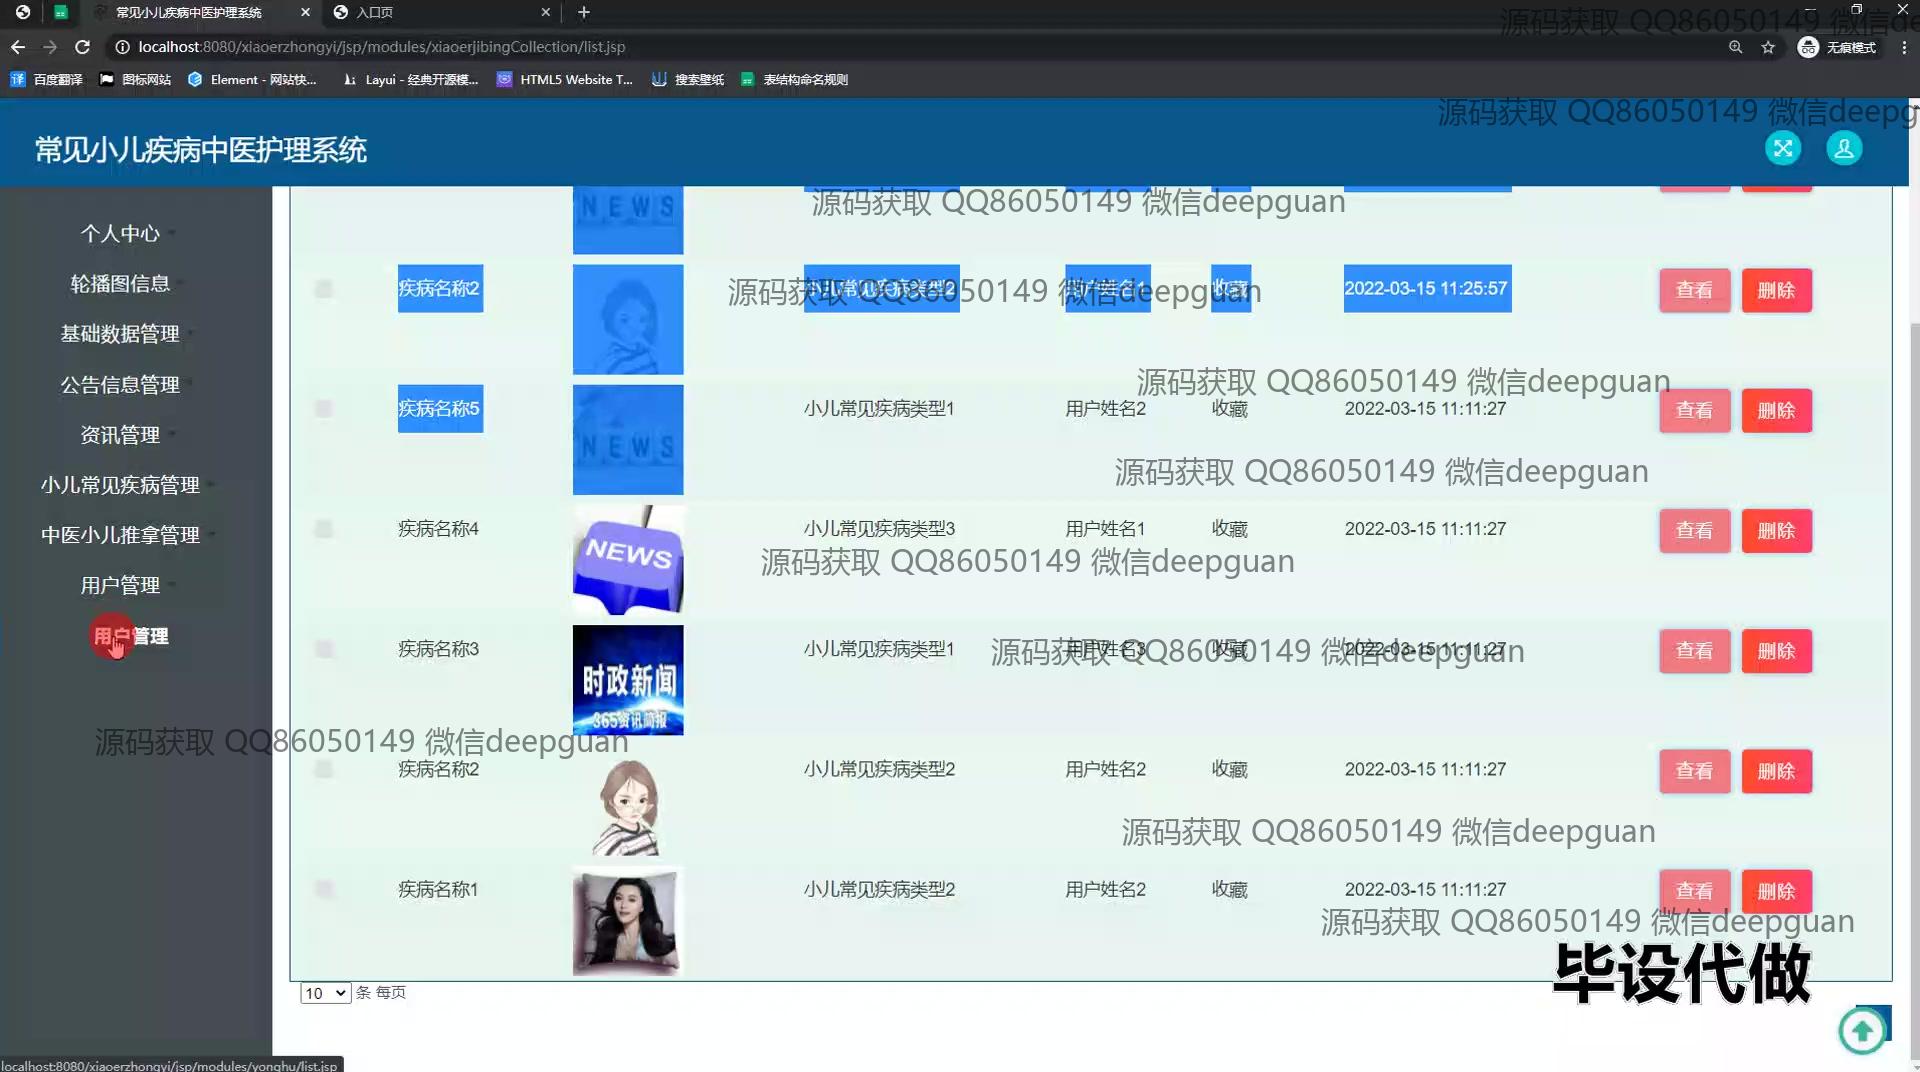 常见小儿疾病中医护理系统
入口页
localhost:8080/xiaoerzhongyi/jsp/modules/xiaoerjibingCollection/list.jsp
无痕模式
百度翻译
图标网站
Element - 网站快...
Layui - 经典开源模...
HTML5 Website T...
搜索壁纸
表结构命名规则
源码获取 QQ86050149 微信de
源码获取 QQ86050149 微信deepg
常见小儿疾病中医护理系统
源码获取 QQ86050149 微信deepguan
个人中心
轮播图信息
基础数据管理
公告信息管理
资讯管理
小儿常见疾病管理
中医小儿推拿管理
用户管理
用户管理
NEWS
疾病名称2 小儿常见疾病类型2 用户姓名1 收藏 2022-03-15 11:25:57 查看 删除
源码获取 QQ86050149 微信deepguan
源码获取 QQ86050149 微信deepguan
疾病名称5 NEWS 小儿常见疾病类型1 用户姓名2 收藏 2022-03-15 11:11:27 查看 删除
源码获取 QQ86050149 微信deepguan
疾病名称4 NEWS 小儿常见疾病类型3 用户姓名1 收藏 2022-03-15 11:11:27 查看 删除
源码获取 QQ86050149 微信deepguan
疾病名称3 小儿常见疾病类型1 用户姓名3 收藏 2022-03-15 11:11:27 查看 删除
时政新闻
365资讯简报
源码获取 QQ86050149 微信deepguan
源码获取 QQ86050149 微信deepguan
疾病名称2 小儿常见疾病类型2 用户姓名2 收藏 2022-03-15 11:11:27 查看 删除
源码获取 QQ86050149 微信deepguan
疾病名称1 小儿常见疾病类型2 用户姓名2 收藏 2022-03-15 11:11:27 查看 删除
源码获取 QQ86050149 微信deepguan
毕设代做
10 条 每页
localhost:8080/xiaoerzhongyi/jsp/modules/yonghu/list.jsp